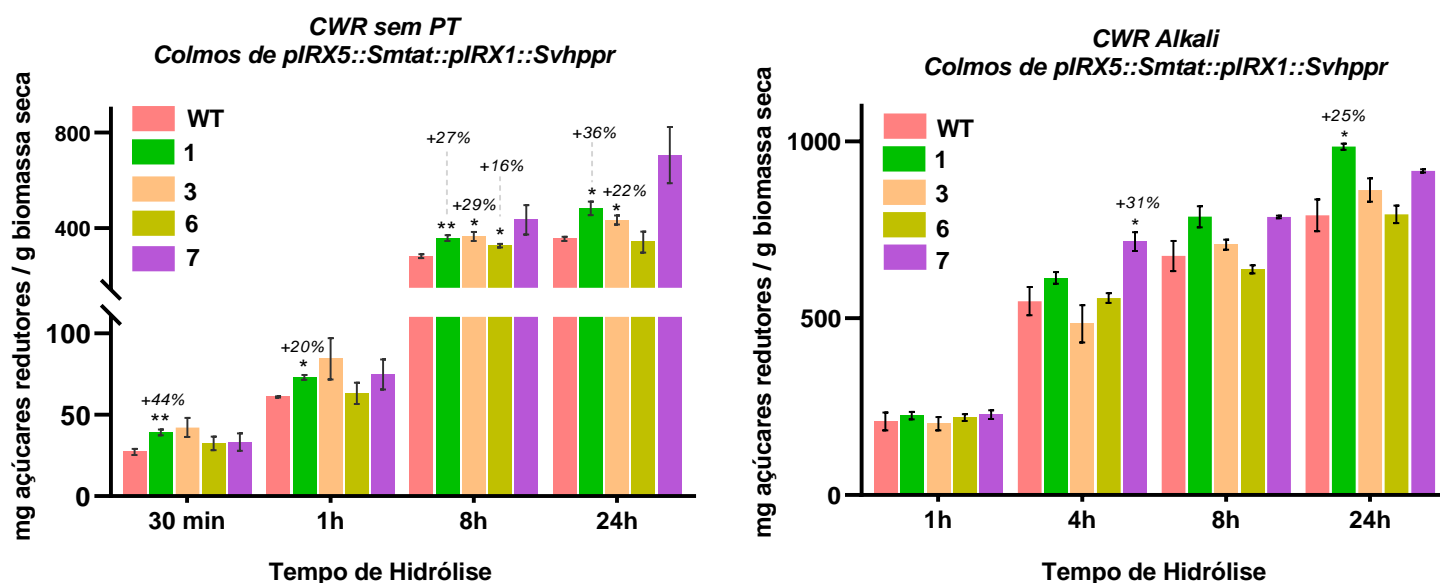 CWR sem PT
Colmos de pIRX5::Smtat::pIRX1::Svhppr
mg açúcares redutores / g biomassa seca
800
400
100
50
0
WT
1
3
6
7
+44%
**
+20%
*
+27%
**
+29%
*
+16%
*
+36%
*
+22%
*
30 min 1h 8h 24h
Tempo de Hidrólise
CWR Alkali
Colmos de pIRX5::Smtat::pIRX1::Svhppr
mg açúcares redutores / g biomassa seca
1000
500
0
WT
1
3
6
7
+31%
*
+25%
*
1h 4h 8h 24h
Tempo de Hidrólise